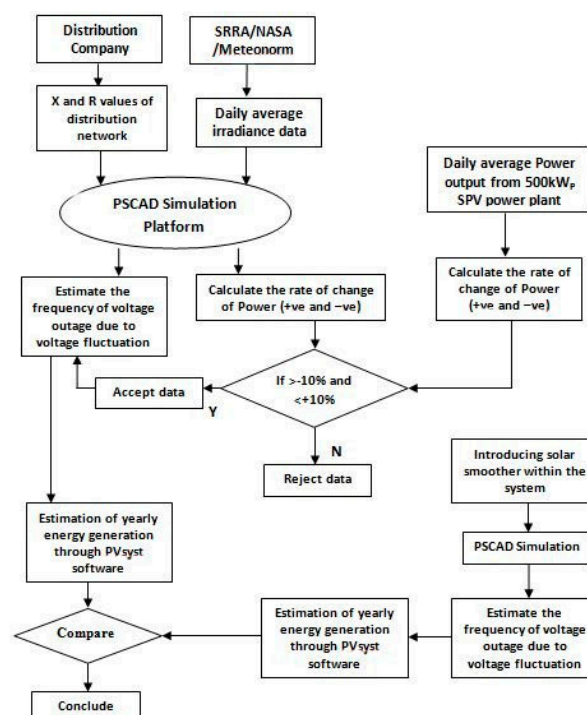 Distribution
Company
SRRA/NASA
/Meteonorm
X and R values of
distribution
network
Daily average
irradiance data
Daily average Power
output from 500kWP
SPV power plant
PSCAD Simulation
Platform
Estimate the
frequency of voltage
outage due to
voltage fluctuation
Calculate the rate of change
of Power (+ve and –ve)
Calculate the rate of
change of Power
(+ve and –ve)
If >-10% and
<+10%
Accept data
Y
N
Reject data
Introducing solar
smoother within the
system
PSCAD Simulation
Estimation of yearly
energy generation
through PVsyst
software
Estimate the
frequency of voltage
outage due to
voltage fluctuation
Estimation of yearly
energy generation
through PVsyst
software
Compare
Conclude